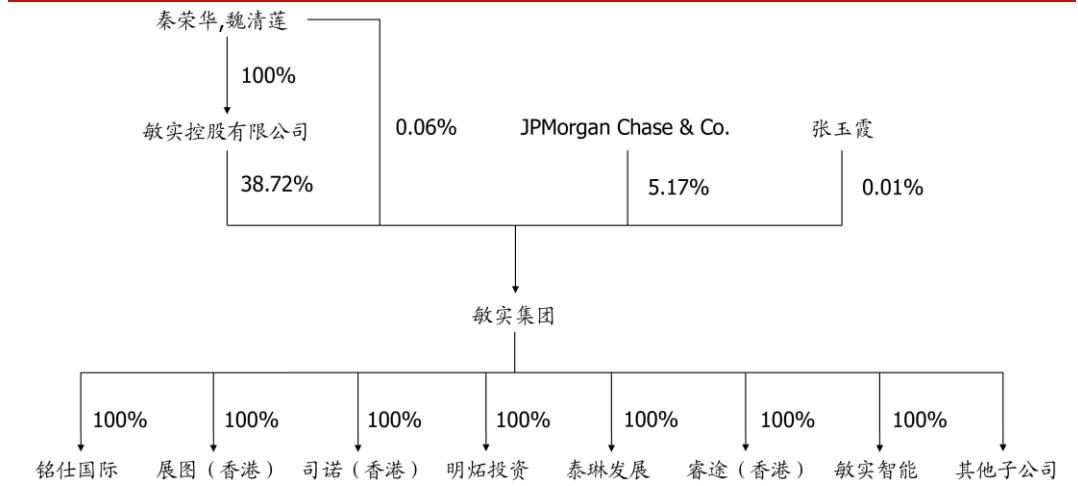 秦荣华,魏清莲
100%
敏实控股有限公司
0.06%
JPMorgan Chase & Co.
张玉霞
38.72%
5.17%
0.01%
敏实集团
100%
100%
100%
100%
100%
100%
100%
铭仕国际
展图（香港）
司诺（香港）
明炻投资
泰琳发展
睿途（香港）
敏实智能
其他子公司